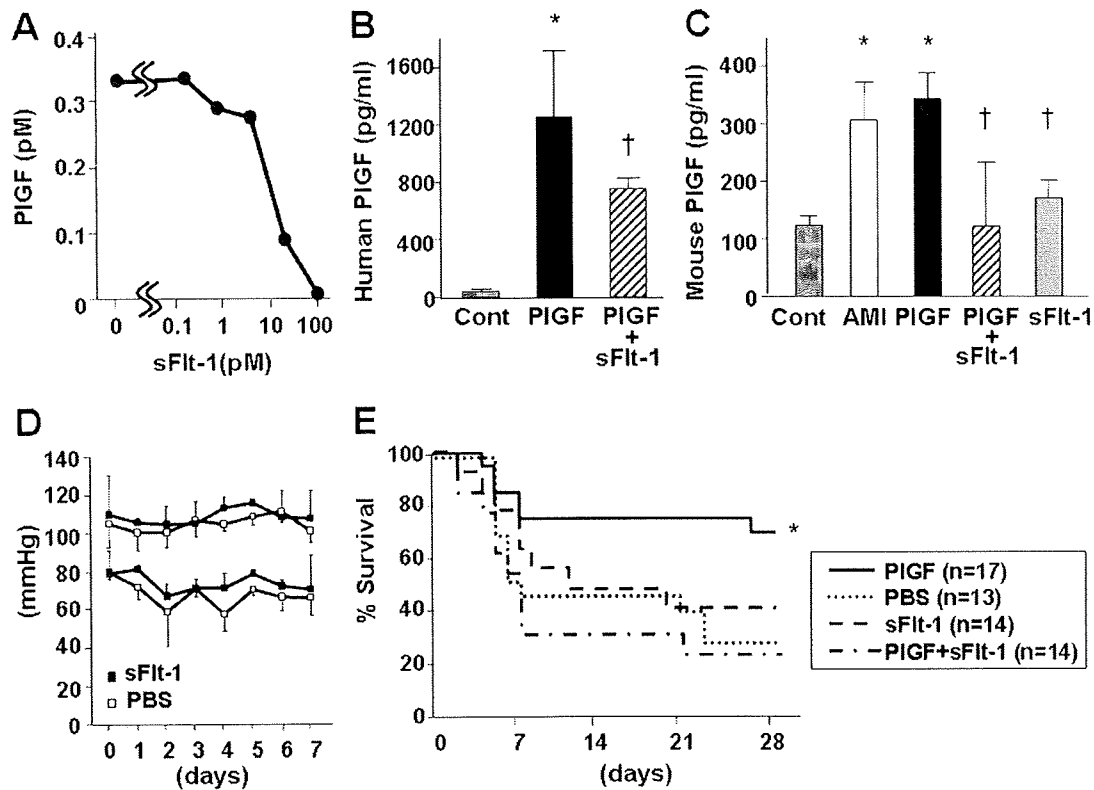 A
0.4
0.3
0.2
0.1
0
PlGF (pM)
0 0.1 1 10 100
sFlt-1(pM)
B
1600
1200
800
400
0
Human PlGF (pg/ml)
*
†
Cont PlGF PlGF
+
sFlt-1
C
400
300
200
100
0
Mouse PlGF (pg/ml)
* *
† †
Cont AMI PlGF PlGF sFlt-1
+
sFlt-1
D
140
120
100
80
60
40
20
0
(mmHg)
sFlt-1
PBS
0 1 2 3 4 5 6 7
(days)
E
100
80
60
40
20
0
% Survival
*
0 7 14 21 28
(days)
PlGF (n=17)
PBS (n=13)
sFlt-1 (n=14)
PlGF+sFlt-1 (n=14)